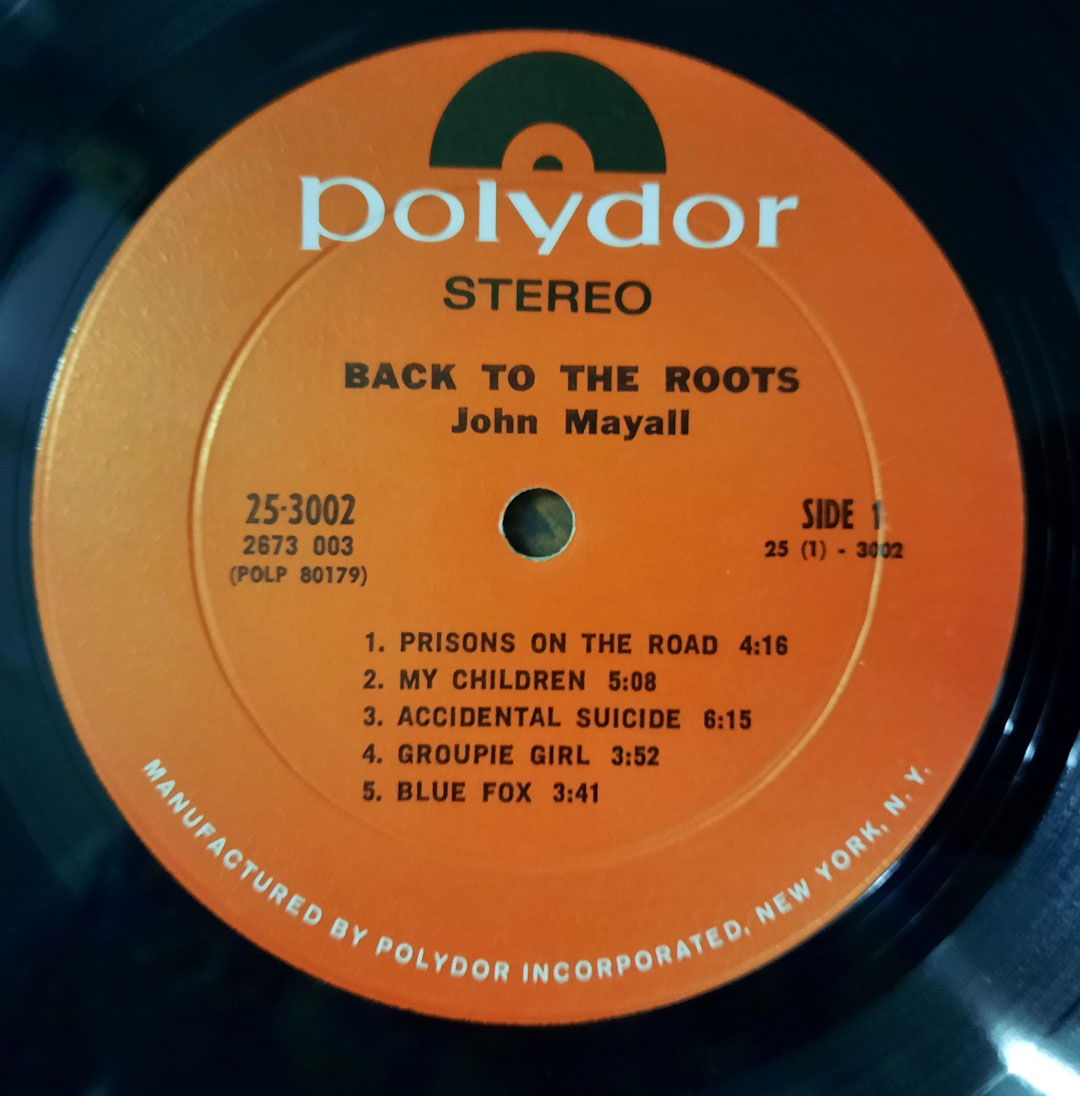 polydor
STEREO
BACK TO THE ROOTS
John Mayall
25-3002
2673 003
(POLP 80179)
SIDE 1
25 (1) - 3002
1. PRISONS ON THE ROAD 4:16
2. MY CHILDREN 5:08
3. ACCIDENTAL SUICIDE 6:15
4. GROUPIE GIRL 3:52
5. BLUE FOX 3:41
MANUFACTURED BY POLYDOR INCORPORATED, NEW YORK, N. Y.